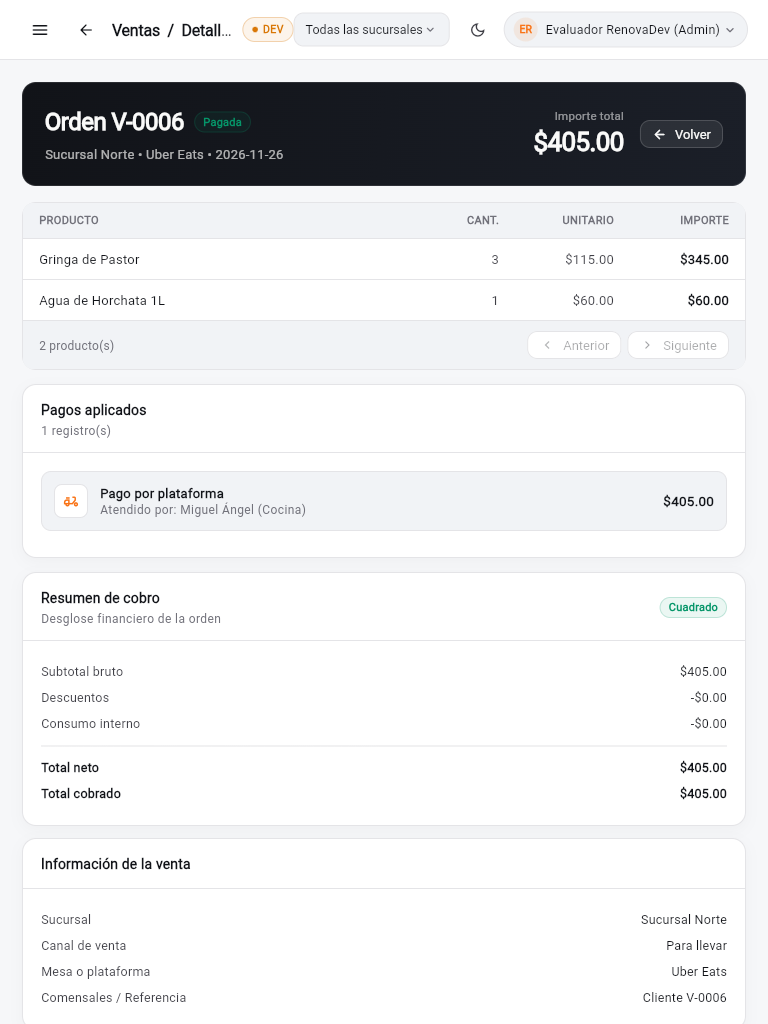 Ventas / Detall...
DEV
Todas las sucursales
ER
Evaluador RenovaDev (Admin)
Orden V-0006
Pagada
Sucursal Norte • Uber Eats • 2026-11-26
Importe total
$405.00
Volver
PRODUCTO CANT. UNITARIO IMPORTE
Gringa de Pastor 3 $115.00 $345.00
Agua de Horchata 1L 1 $60.00 $60.00
2 producto(s)
Anterior
Siguiente
Pagos aplicados
1 registro(s)
Pago por plataforma
Atendido por: Miguel Ángel (Cocina)
$405.00
Resumen de cobro
Desglose financiero de la orden
Cuadrado
Subtotal bruto $405.00
Descuentos -$0.00
Consumo interno -$0.00
Total neto $405.00
Total cobrado $405.00
Información de la venta
Sucursal Sucursal Norte
Canal de venta Para llevar
Mesa o plataforma Uber Eats
Comensales / Referencia Cliente V-0006